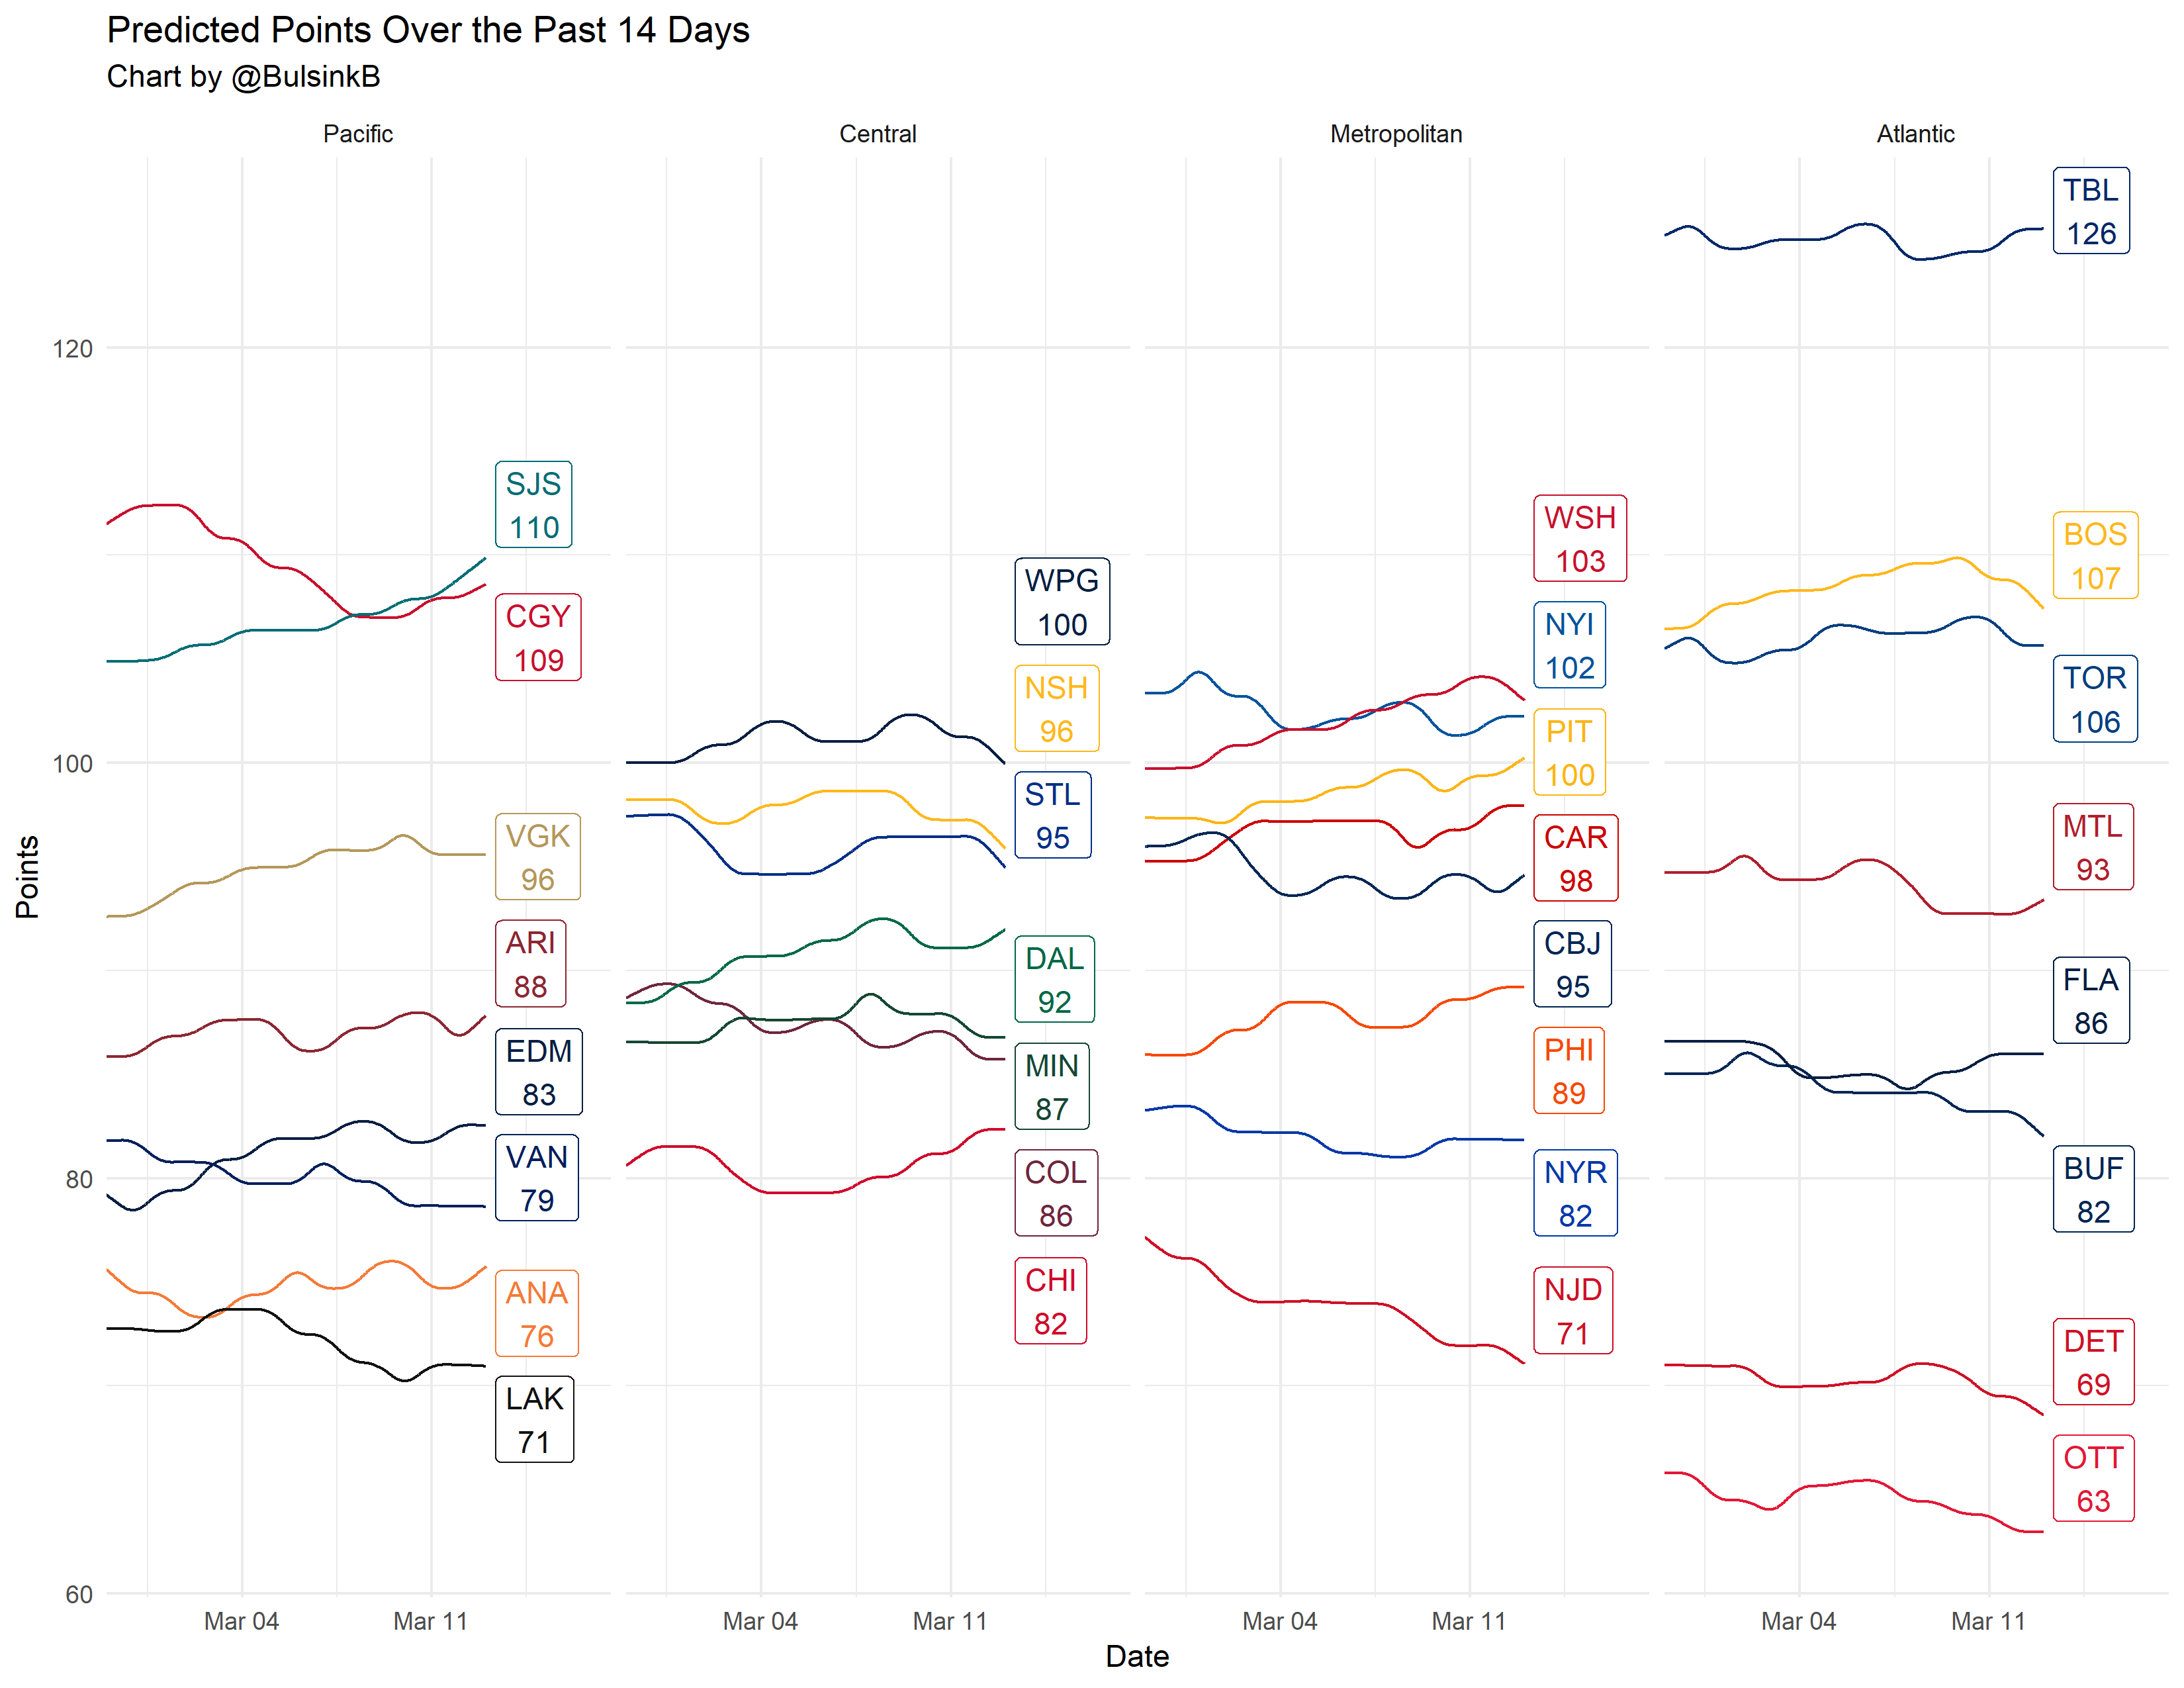 Predicted Points Over the Past 14 Days
Chart by @BulsinkB
Pacific
Central
Metropolitan
Atlantic
Points
120
100
80
60
SJS
110
CGY
109
VGK
96
ARI
88
EDM
83
VAN
79
ANA
76
LAK
71
WPG
100
NSH
96
STL
95
DAL
92
MIN
87
COL
86
CHI
82
WSH
103
NYI
102
PIT
100
CAR
98
CBJ
95
PHI
89
NYR
82
NJD
71
TBL
126
BOS
107
TOR
106
MTL
93
FLA
86
BUF
82
DET
69
OTT
63
Mar 04
Mar 11
Mar 04
Mar 11
Mar 04
Mar 11
Mar 04
Mar 11
Date